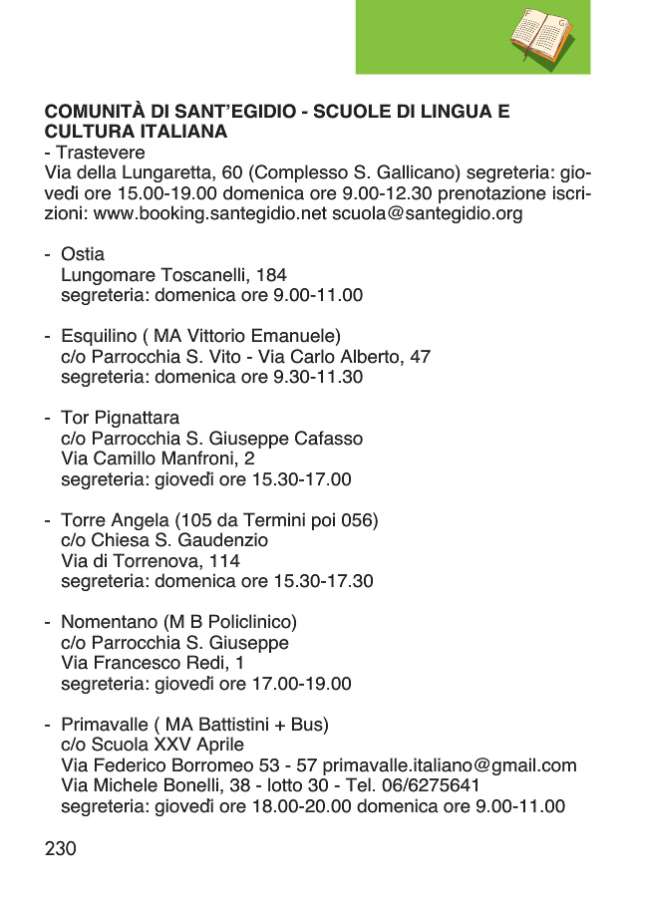 COMUNITÀ DI SANT'EGIDIO - SCUOLE DI LINGUA E
CULTURA ITALIANA
- Trastevere
Via della Lungaretta, 60 (Complesso S. Gallicano) segreteria: gio-
vedì ore 15.00-19.00 domenica ore 9.00-12.30 prenotazione iscri-
zioni: www.booking.santegidio.net scuola@santegidio.org
- Ostia
Lungomare Toscanelli, 184
segreteria: domenica ore 9.00-11.00
- Esquilino ( MA Vittorio Emanuele)
c/o Parrocchia S. Vito - Via Carlo Alberto, 47
segreteria: domenica ore 9.30-11.30
- Tor Pignattara
c/o Parrocchia S. Giuseppe Cafasso
Via Camillo Manfroni, 2
segreteria: giovedì ore 15.30-17.00
- Torre Angela (105 da Termini poi 056)
c/o Chiesa S. Gaudenzio
Via di Torrenova, 114
segreteria: domenica ore 15.30-17.30
- Nomentano (M B Policlinico)
c/o Parrocchia S. Giuseppe
Via Francesco Redi, 1
segreteria: giovedì ore 17.00-19.00
- Primavalle ( MA Battistini + Bus)
c/o Scuola XXV Aprile
Via Federico Borromeo 53 - 57 primavalle.italiano@gmail.com
Via Michele Bonelli, 38 - lotto 30 - Tel. 06/6275641
segreteria: giovedì ore 18.00-20.00 domenica ore 9.00-11.00
230